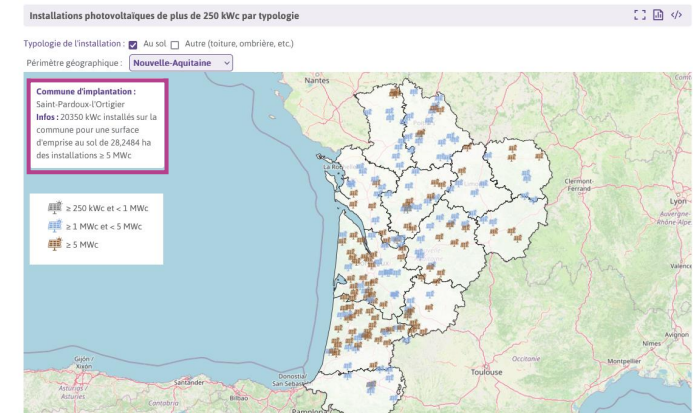 Installations photovoltaïques de plus de 250 kWc par typologie
Typologie de l'installation : Au sol Autre (toiture, ombrière, etc.)
Périmètre géographique : Nouvelle-Aquitaine
Commune d'implantation :
Saint-Pardoux-l'Ortigier
Infos : 20350 kWc installés sur la
commune pour une surface
d'emprise au sol de 28,2484 ha
des installations ≥ 5 MWc
≥ 250 kWc et < 1 MWc
≥ 1 MWc et < 5 MWc
≥ 5 MWc
Nantes
Clermont-
Ferrand
Lyon
Auvergne-
Rhône-Alpes
Valence
Avignon
Nîmes
Montpellier
Occitanie
Toulouse
Gijón /
Xixón
Santander
Asturias /
Asturies
Cantabria
Bilbao
Donostia/
San Sebas
Pamplona